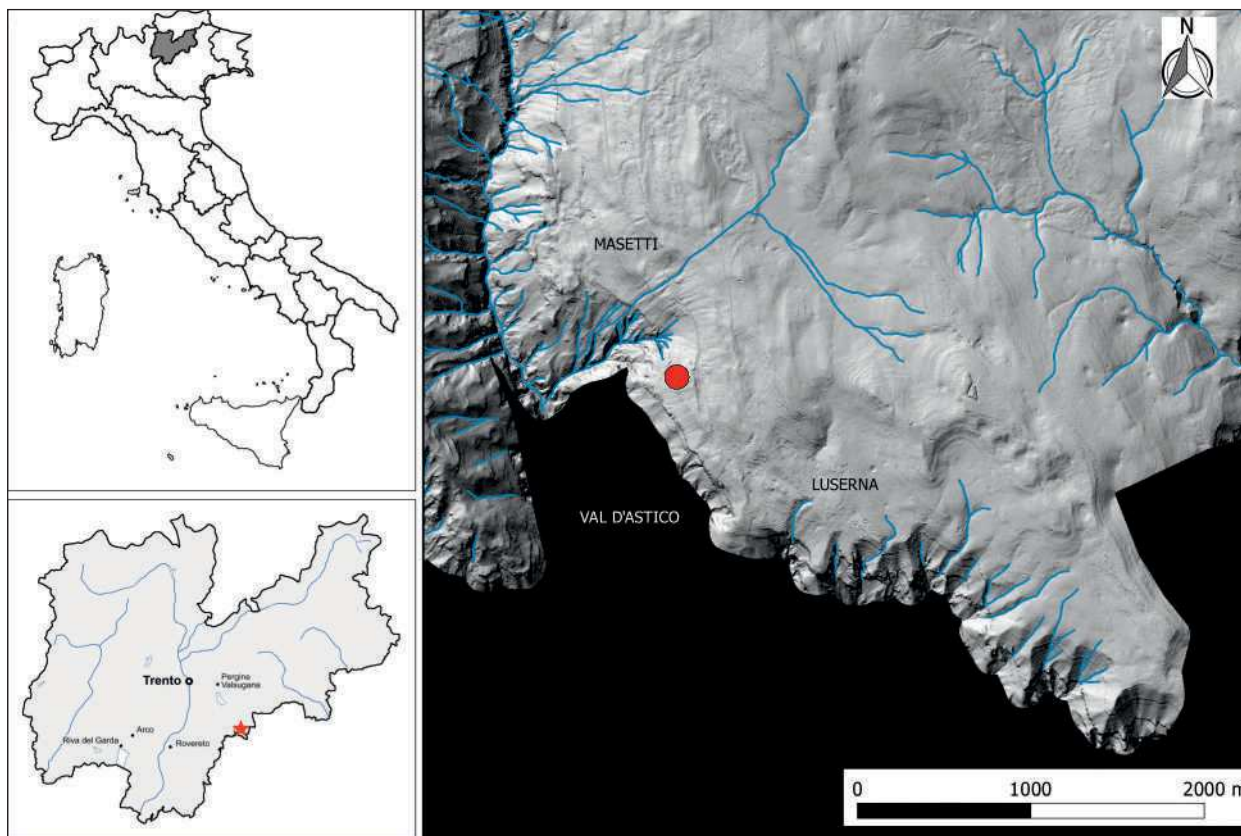 N
MASETTI
LUSERNA
VAL D'ASTICO
Trento
Pergine
Valsugana
Arco
Riva del Garda
Rovereto
0 1000 2000 m